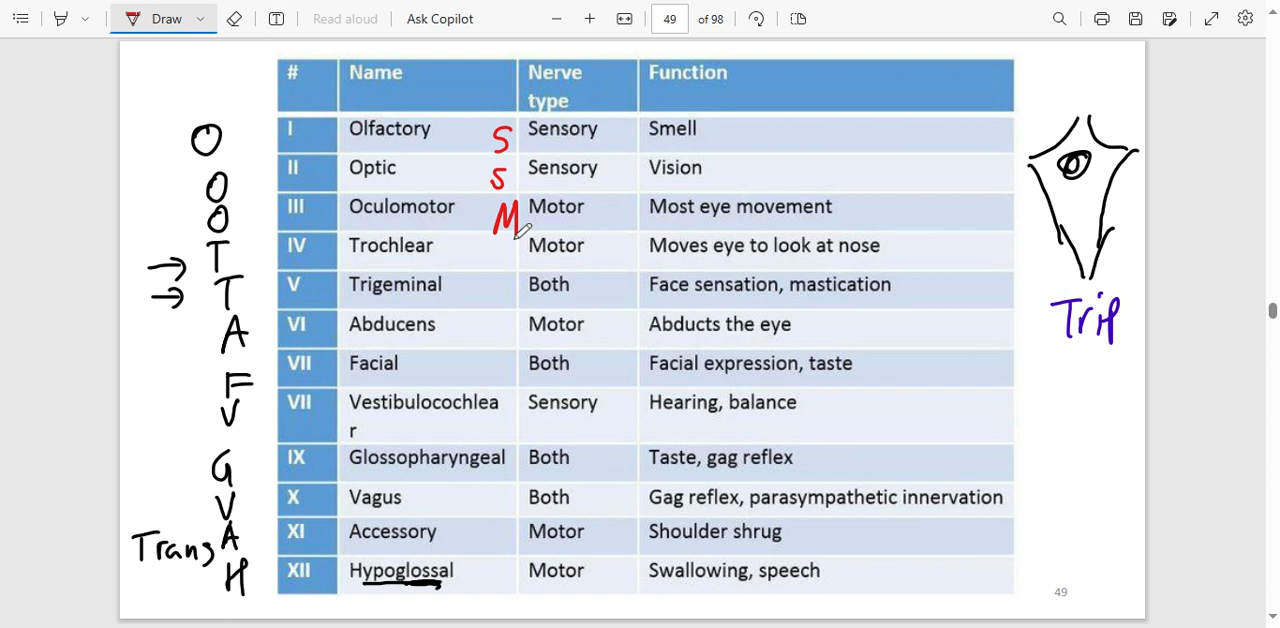 Draw
Read aloud
Ask Copilot
49 of 98
# Name Nerve type Function
O I Olfactory S Sensory Smell
O II Optic S Sensory Vision
O III Oculomotor M Motor Most eye movement
→ T IV Trochlear Motor Moves eye to look at nose
→ T V Trigeminal Both Face sensation, mastication
A VI Abducens Motor Abducts the eye
F VII Facial Both Facial expression, taste
V VII Vestibulocochlea
r Sensory Hearing, balance
G IX Glossopharyngeal Both Taste, gag reflex
V X Vagus Both Gag reflex, parasympathetic innervation
Trans A XI Accessory Motor Shoulder shrug
H XII Hypoglossal Motor Swallowing, speech
49